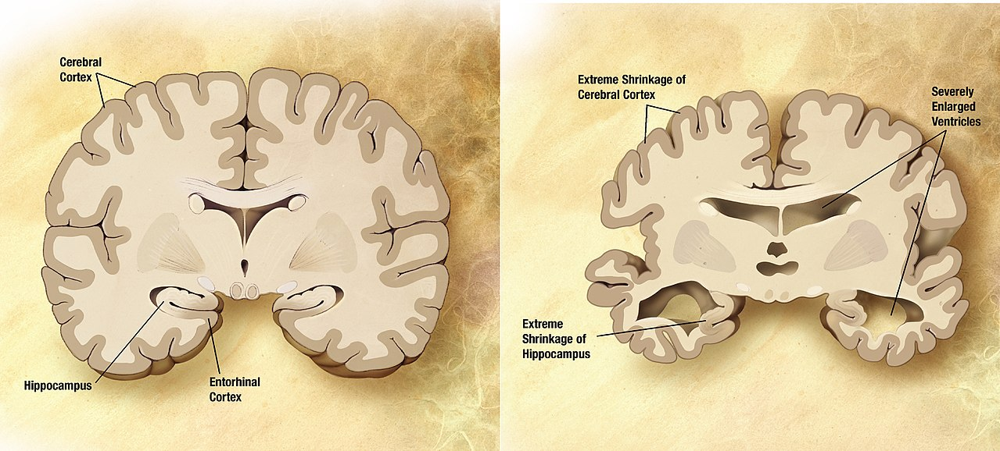 Cerebral
Cortex
Hippocampus
Entorhinal
Cortex
Extreme Shrinkage of
Cerebral Cortex
Severely
Enlarged
Ventricles
Extreme
Shrinkage of
Hippocampus